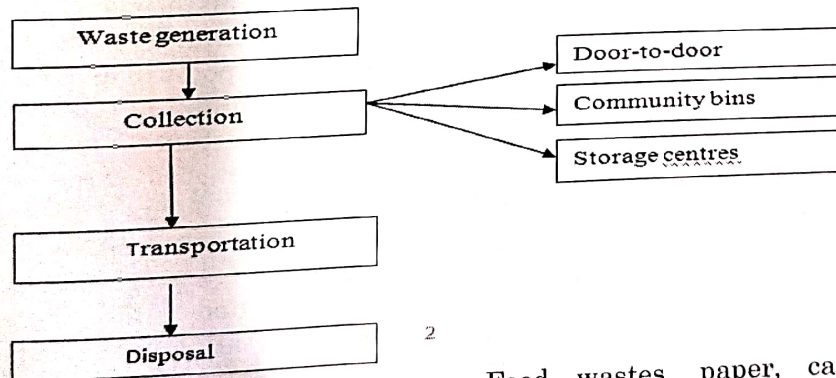 Waste generation
Door-to-door
Community bins
Collection
Storage centres
Transportation
2
Disposal
Food wastes, paper,